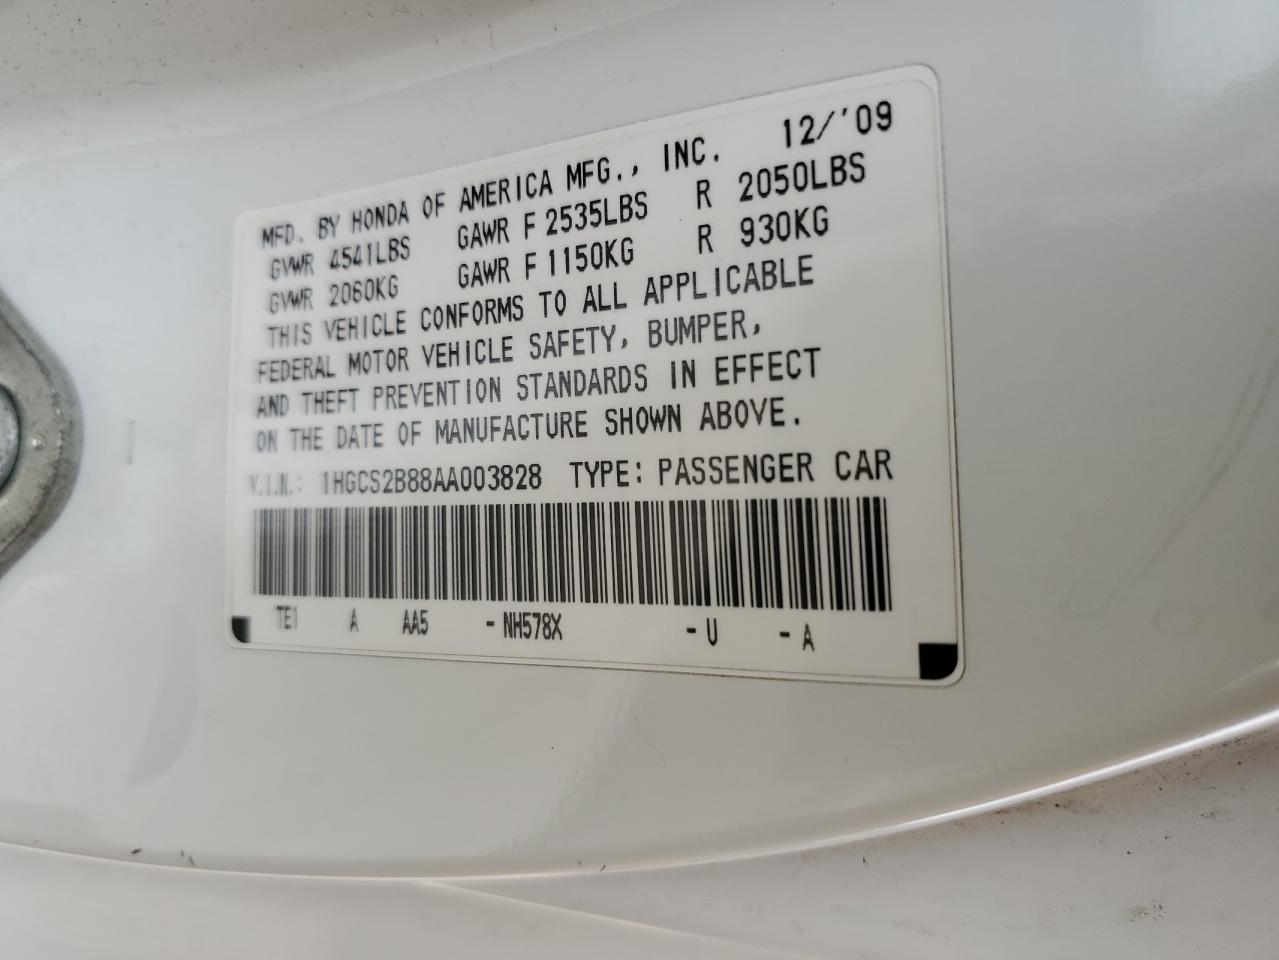 MFD. BY HONDA OF AMERICA MFG., INC. 12/'09
GVWR 4541LBS GAWR F 2535LBS R 2050LBS
GVWR 2060KG GAWR F 1150KG R 930KG
THIS VEHICLE CONFORMS TO ALL APPLICABLE
FEDERAL MOTOR VEHICLE SAFETY, BUMPER,
AND THEFT PREVENTION STANDARDS IN EFFECT
ON THE DATE OF MANUFACTURE SHOWN ABOVE.
V.I.N.: 1HGCS2B88AA003828 TYPE: PASSENGER CAR
TE1 A AA5 -NH578X -U -A